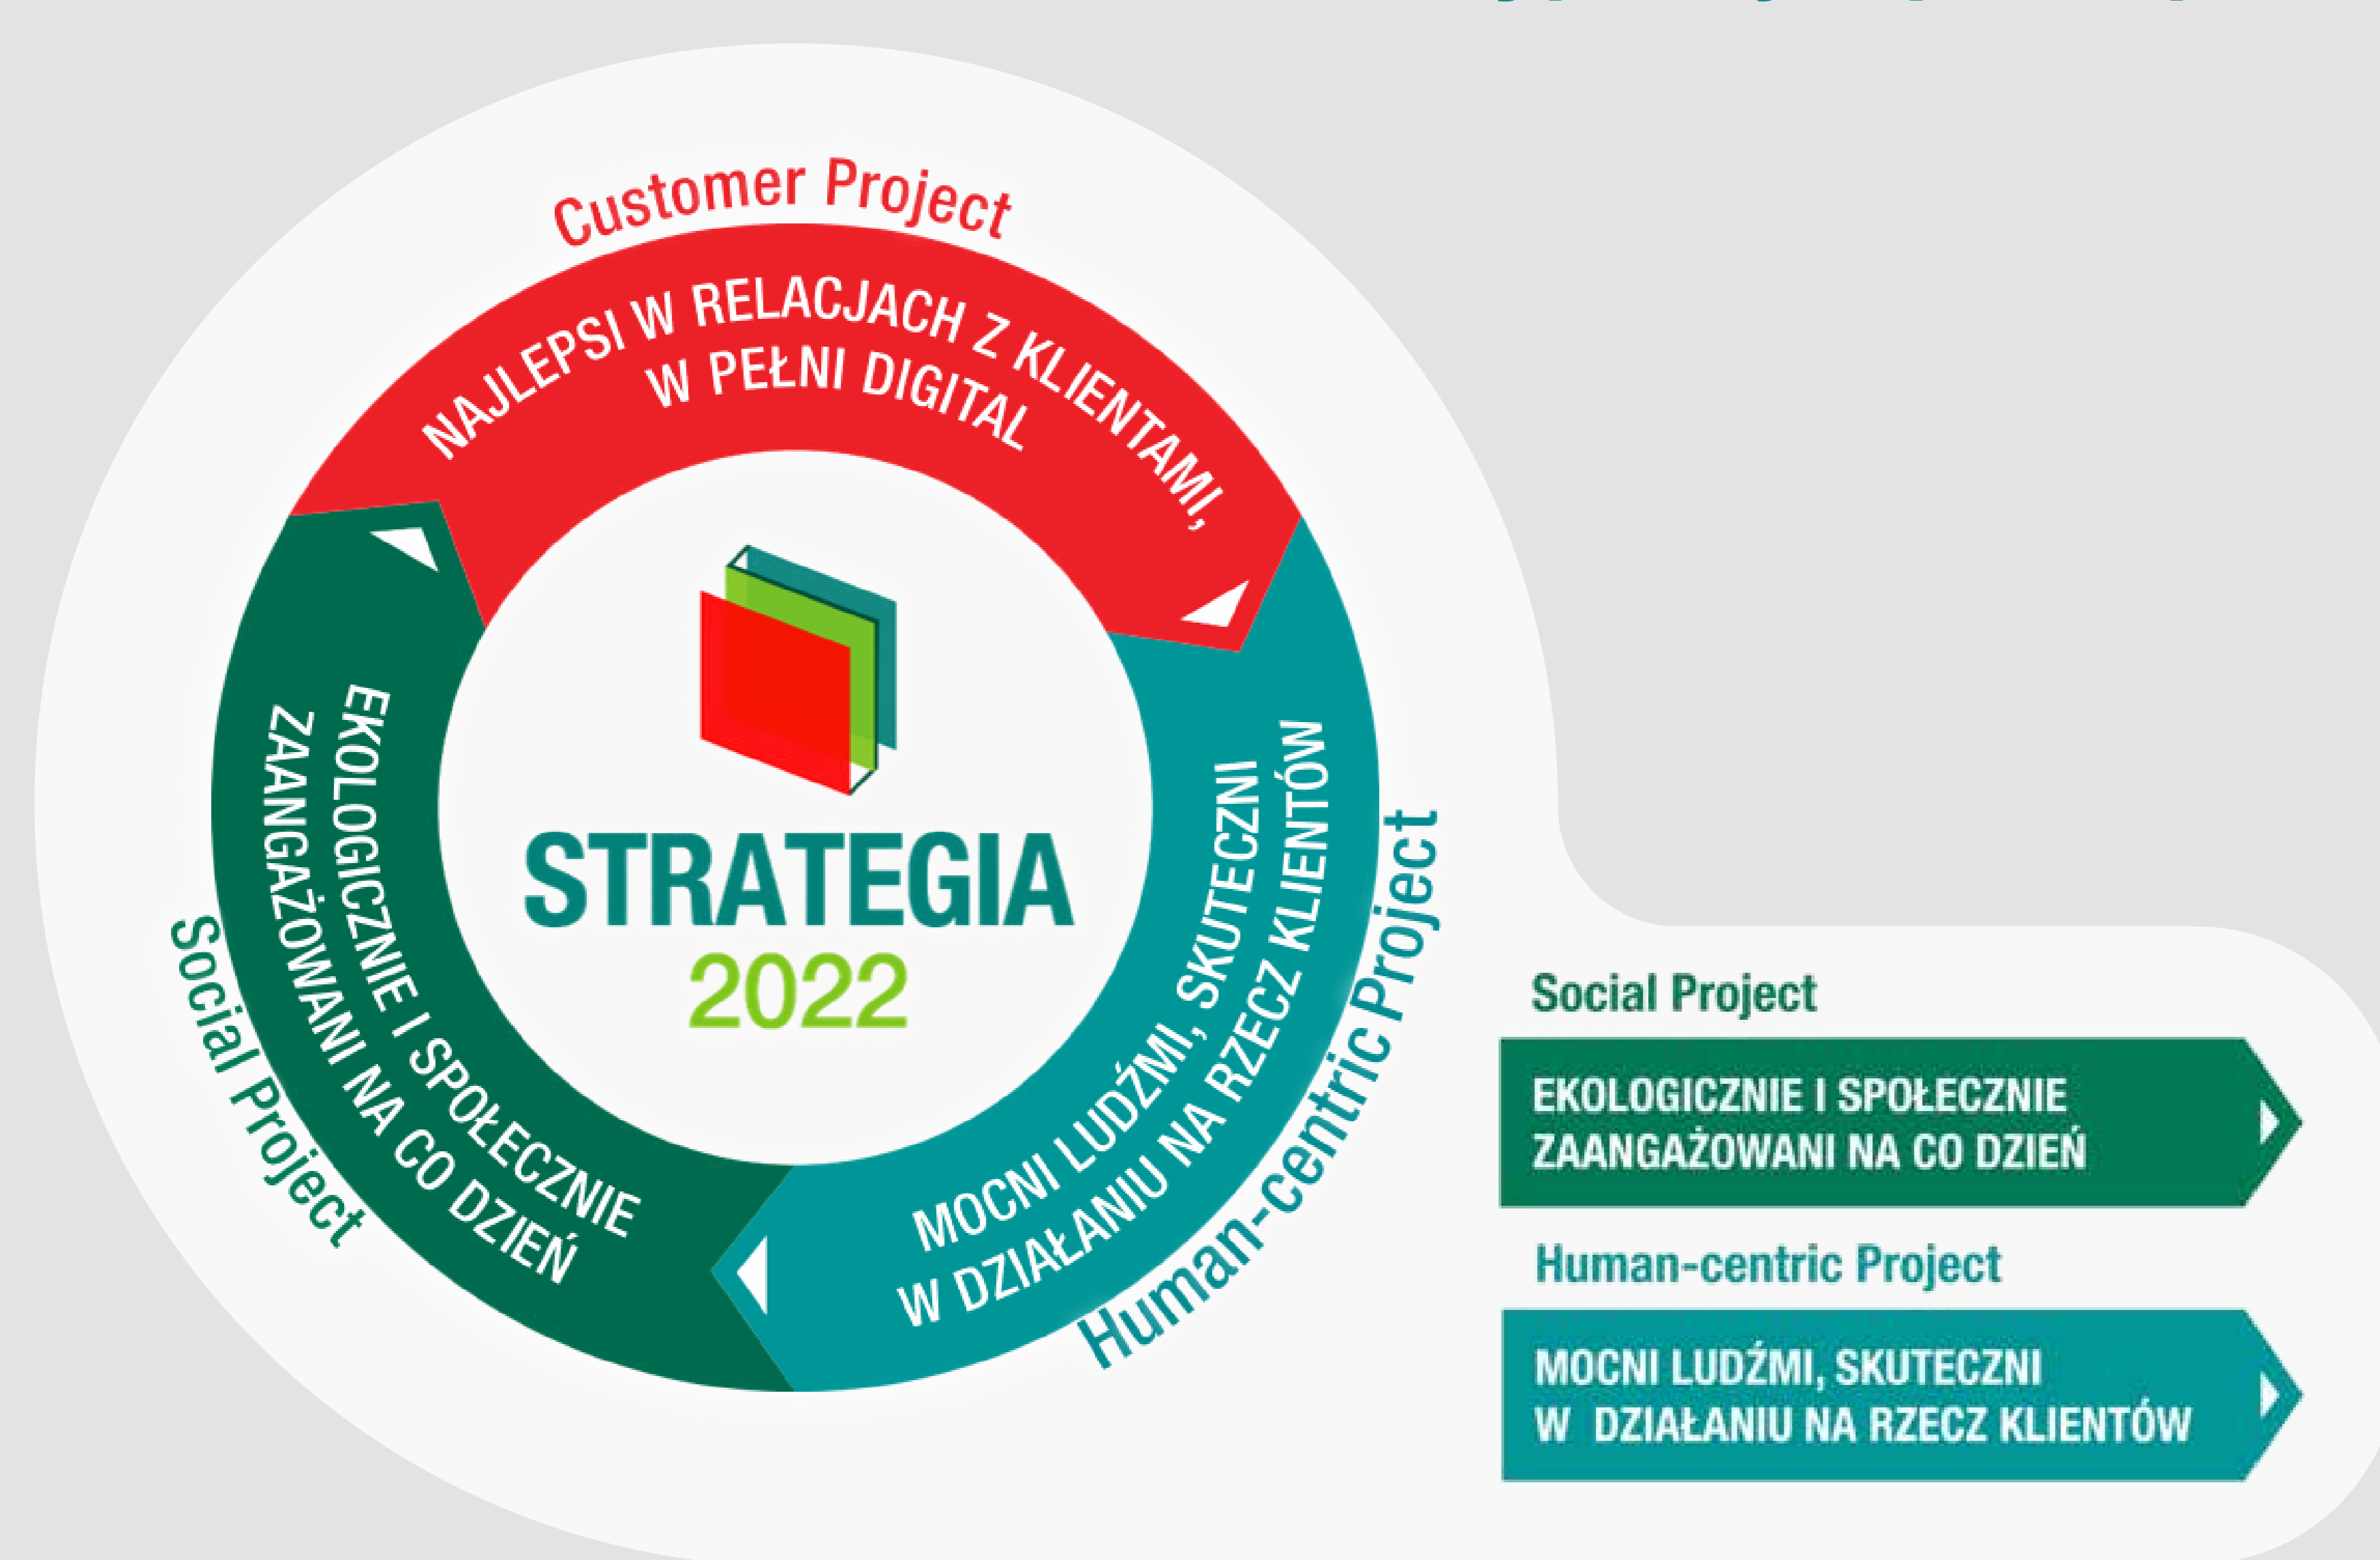 Customer Project
NAJLEPSI W RELACJACH Z KLIENTAMI,
W PEŁNI DIGITAL
STRATEGIA
2022
MOCNI LUDŹMI, SKUTECZNI
W DZIAŁANIU NA RZECZ KLIENTÓW
Human-centric Project
EKOLOGICZNIE I SPOŁECZNIE
ZAANGAŻOWANI NA CO DZIEŃ
Social Project
Social Project
EKOLOGICZNIE I SPOŁECZNIE
ZAANGAŻOWANI NA CO DZIEŃ
Human-centric Project
MOCNI LUDŹMI, SKUTECZNI
W DZIAŁANIU NA RZECZ KLIENTÓW